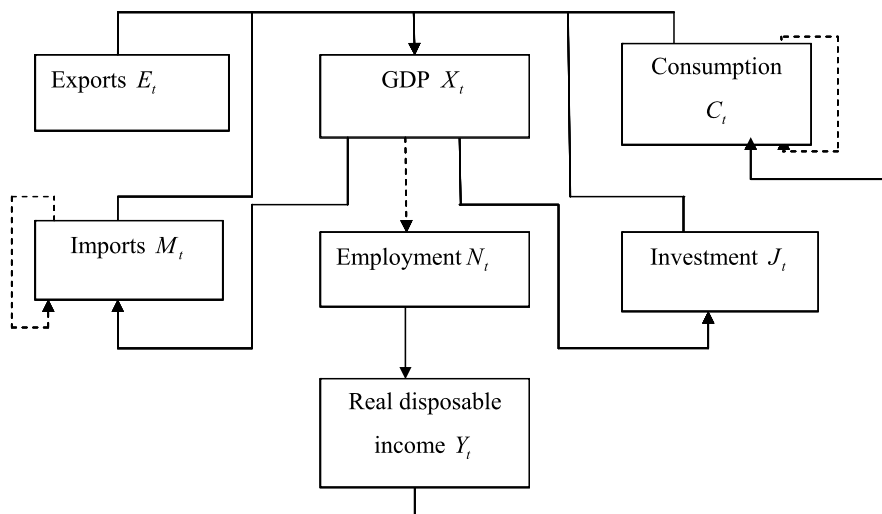 Exports E_t
GDP X_t
Consumption
C_t
Imports M_t
Employment N_t
Investment J_t
Real disposable
income Y_t